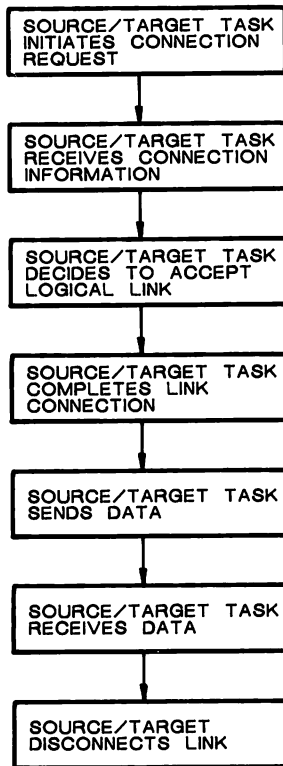 SOURCE/TARGET TASK
INITIATES CONNECTION
REQUEST
SOURCE/TARGET TASK
RECEIVES CONNECTION
INFORMATION
SOURCE/TARGET TASK
DECIDES TO ACCEPT
LOGICAL LINK
SOURCE/TARGET TASK
COMPLETES LINK
CONNECTION
SOURCE/TARGET TASK
SENDS DATA
SOURCE/TARGET TASK
RECEIVES DATA
SOURCE/TARGET
DISCONNECTS LINK